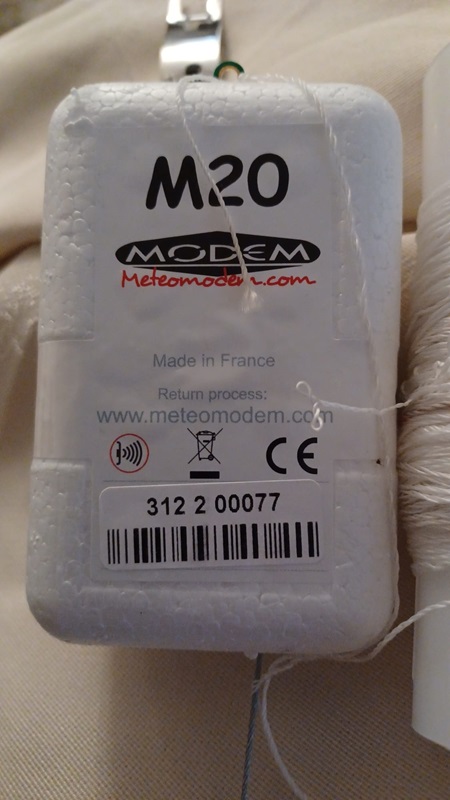 M20
MODEM
Meteomodem.com
Made in France
Return process:
www.meteomodem.com
CE
312 2 00077